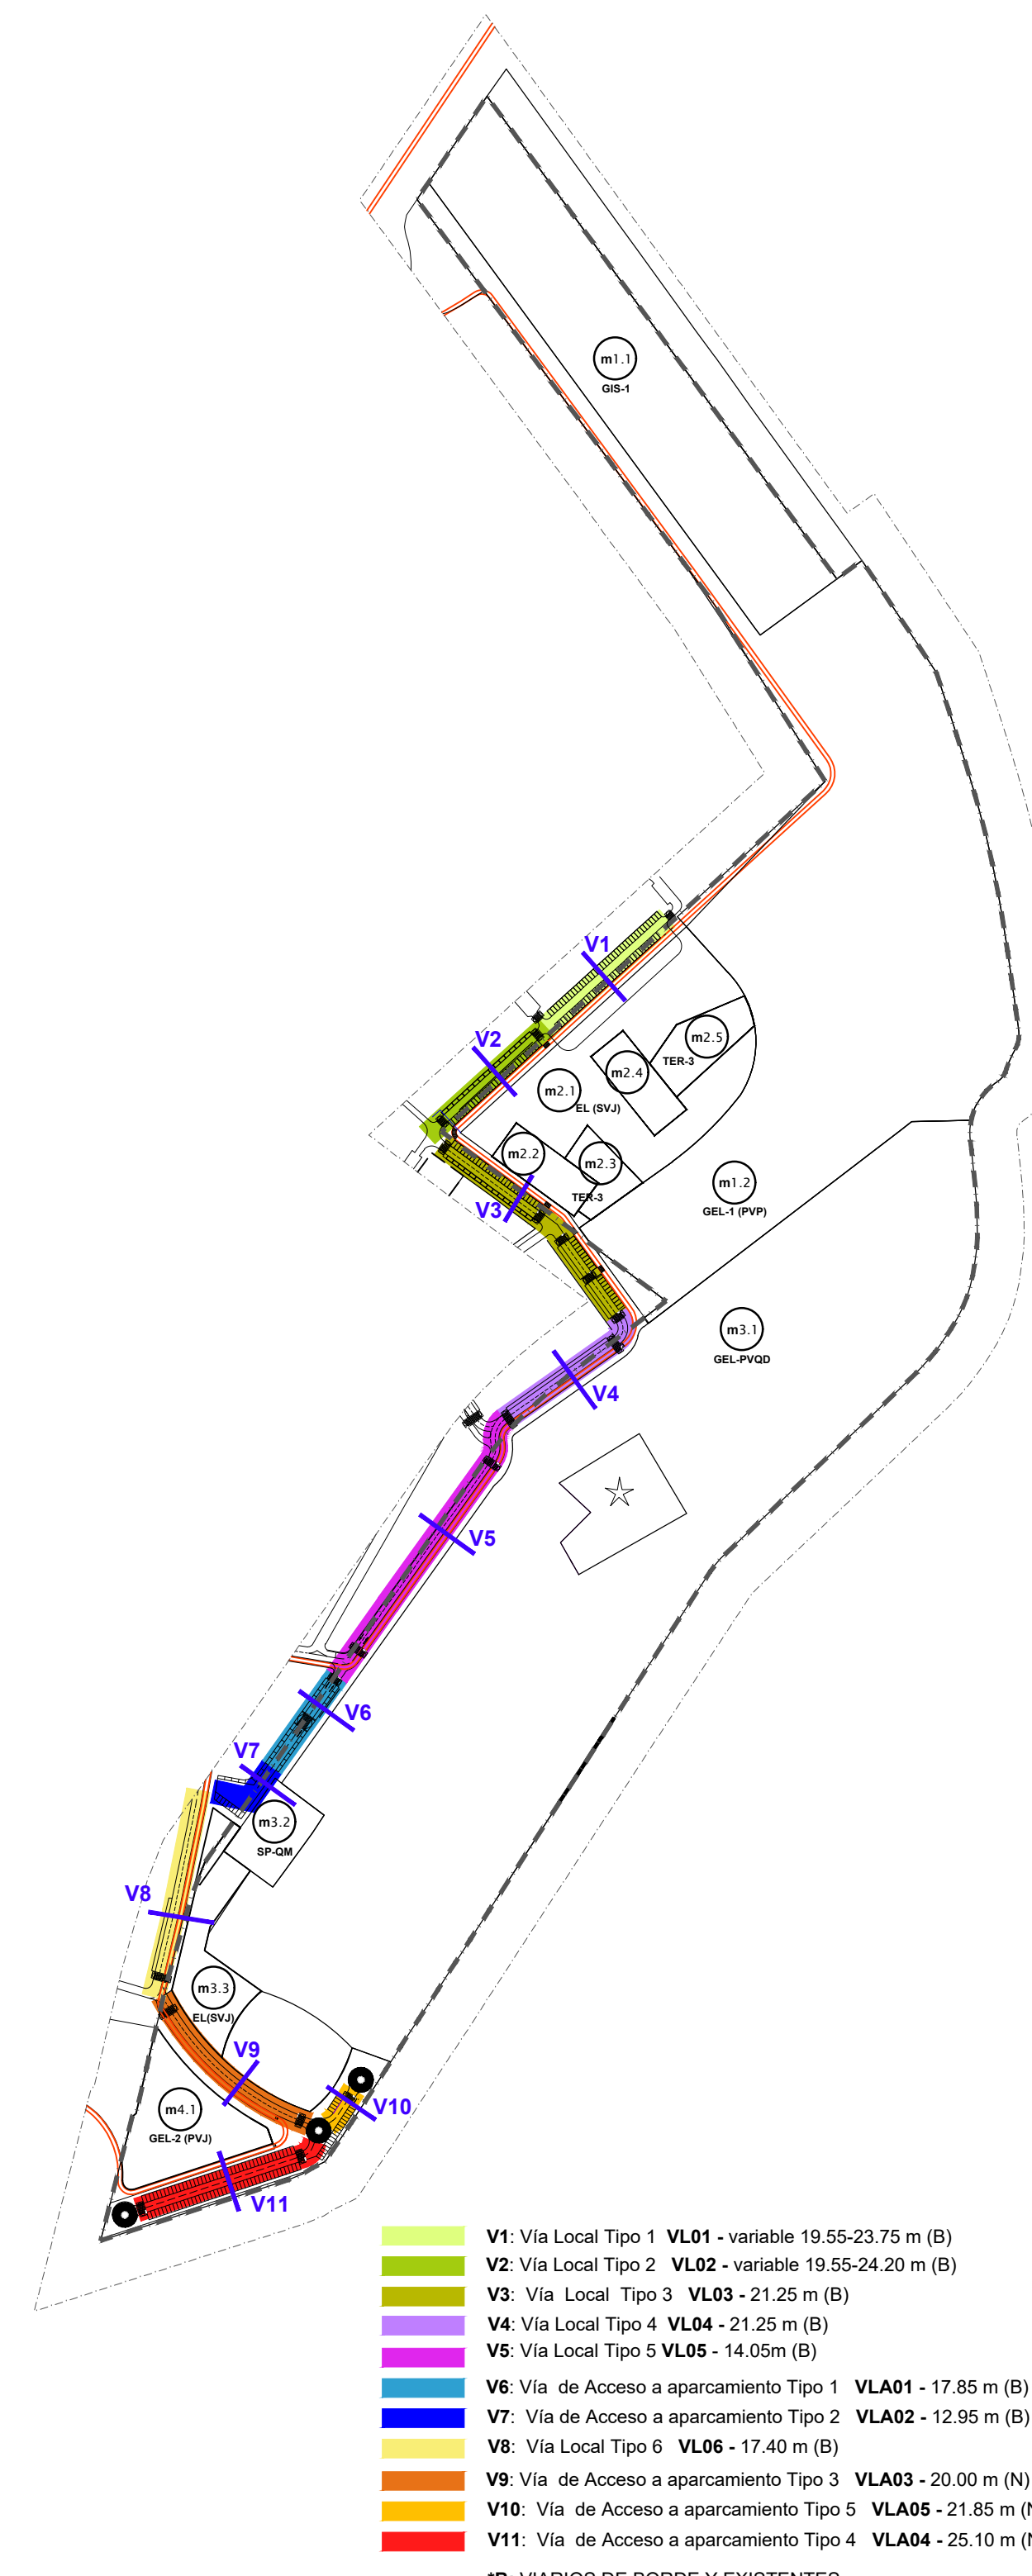 m1.1
GIS-1
V1
V2
m2.5
TER-3
m2.4
m2.1
EL (SVJ)
m2.2
m2.3
TER-3
V3
m1.2
GEL-1 (PVP)
m3.1
GEL-PVQD
V4
V5
V6
V7
m3.2
SP-QM
V8
m3.3
EL(SVJ)
V9
V10
m4.1
GEL-2 (PVJ)
V11
V1: Vía Local Tipo 1 VL01 - variable 19.55-23.75 m (B)
V2: Vía Local Tipo 2 VL02 - variable 19.55-24.20 m (B)
V3: Vía Local Tipo 3 VL03 - 21.25 m (B)
V4: Vía Local Tipo 4 VL04 - 21.25 m (B)
V5: Vía Local Tipo 5 VL05 - 14.05m (B)
V6: Vía de Acceso a aparcamiento Tipo 1 VLA01 - 17.85 m (B)
V7: Vía de Acceso a aparcamiento Tipo 2 VLA02 - 12.95 m (B)
V8: Vía Local Tipo 6 VL06 - 17.40 m (B)
V9: Vía de Acceso a aparcamiento Tipo 3 VLA03 - 20.00 m (N)
V10: Vía de Acceso a aparcamiento Tipo 5 VLA05 - 21.85 m (N
V11: Vía de Acceso a aparcamiento Tipo 4 VLA04 - 25.10 m (N
*B: VIARIOS DE BORDE Y EXISTENTES